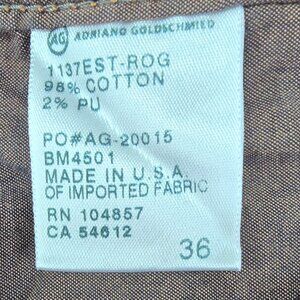 AG ADRIANO GOLDSCHMIED
1137EST-ROG
98% COTTON
2% PU
PO#AG-20015
BM4501
MADE IN U.S.A.
OF IMPORTED FABRIC
RN 104857
CA 54612
36